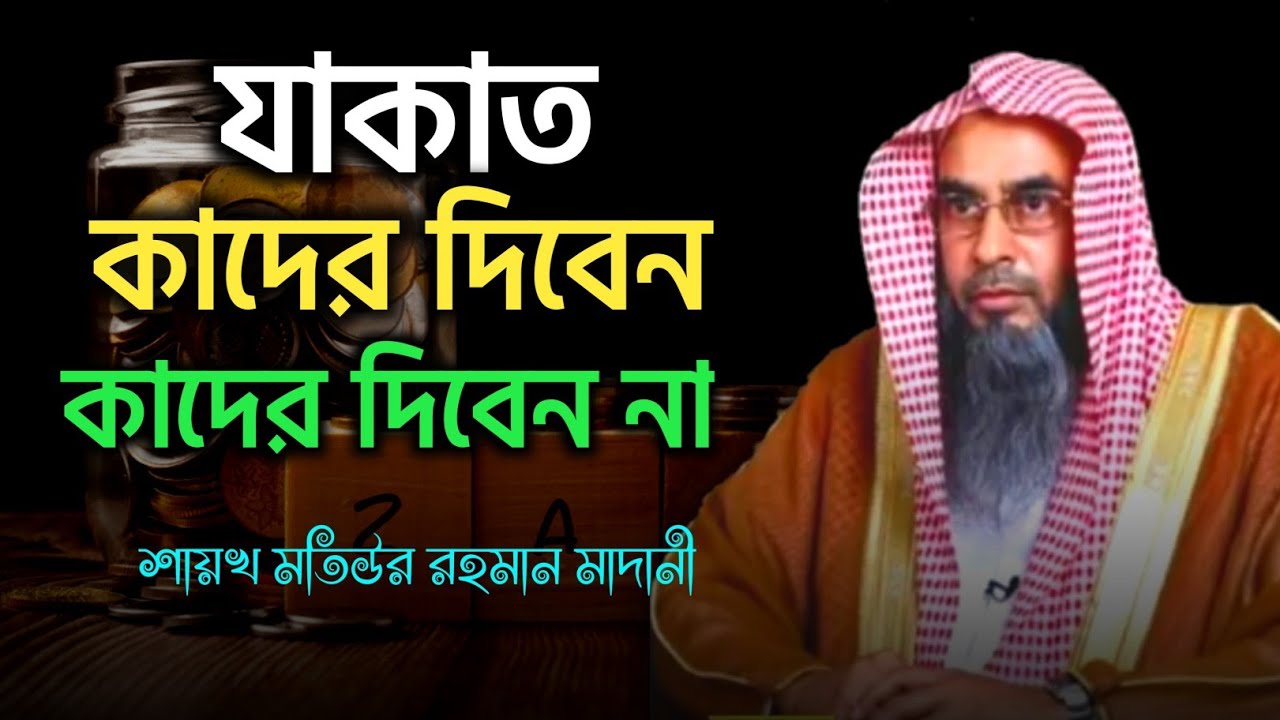 যাকাত
কাদের দিবেন
কাদের দিবেন না
Z A
শায়খ মতিউর রহমান মাদানী